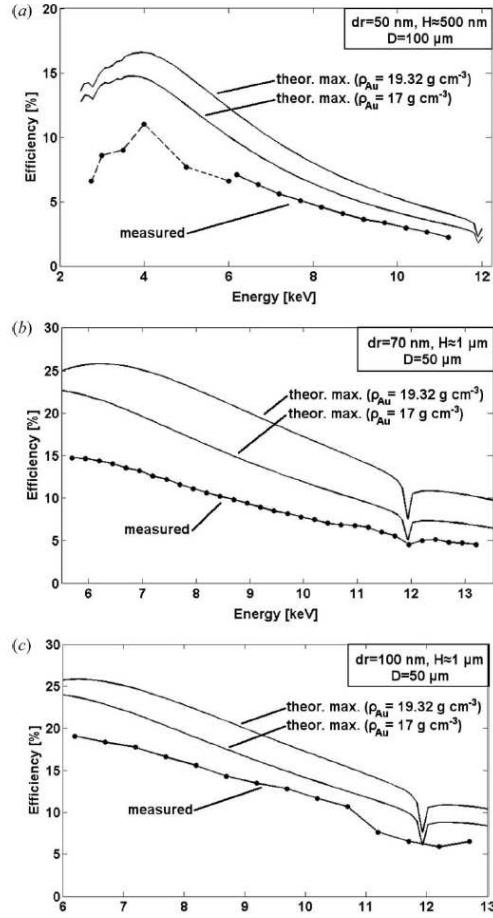 (a)
20
15
10
5
0
Efficiency [%]
dr=50 nm, H≈500 nm
D=100 µm
theor. max. (ρAu= 19.32 g cm-3)
theor. max. (ρAu= 17 g cm-3)
measured
2 4 6 8 10 12
Energy [keV]
(b)
30
25
20
15
10
5
0
Efficiency [%]
dr=70 nm, H≈1 µm
D=50 µm
theor. max. (ρAu= 19.32 g cm-3)
theor. max. (ρAu= 17 g cm-3)
measured
6 7 8 9 10 11 12 13
Energy [keV]
(c)
30
25
20
15
10
5
0
Efficiency [%]
dr=100 nm, H≈1 µm
D=50 µm
theor. max. (ρAu= 19.32 g cm-3)
theor. max. (ρAu= 17 g cm-3)
measured
6 7 8 9 10 11 12 13